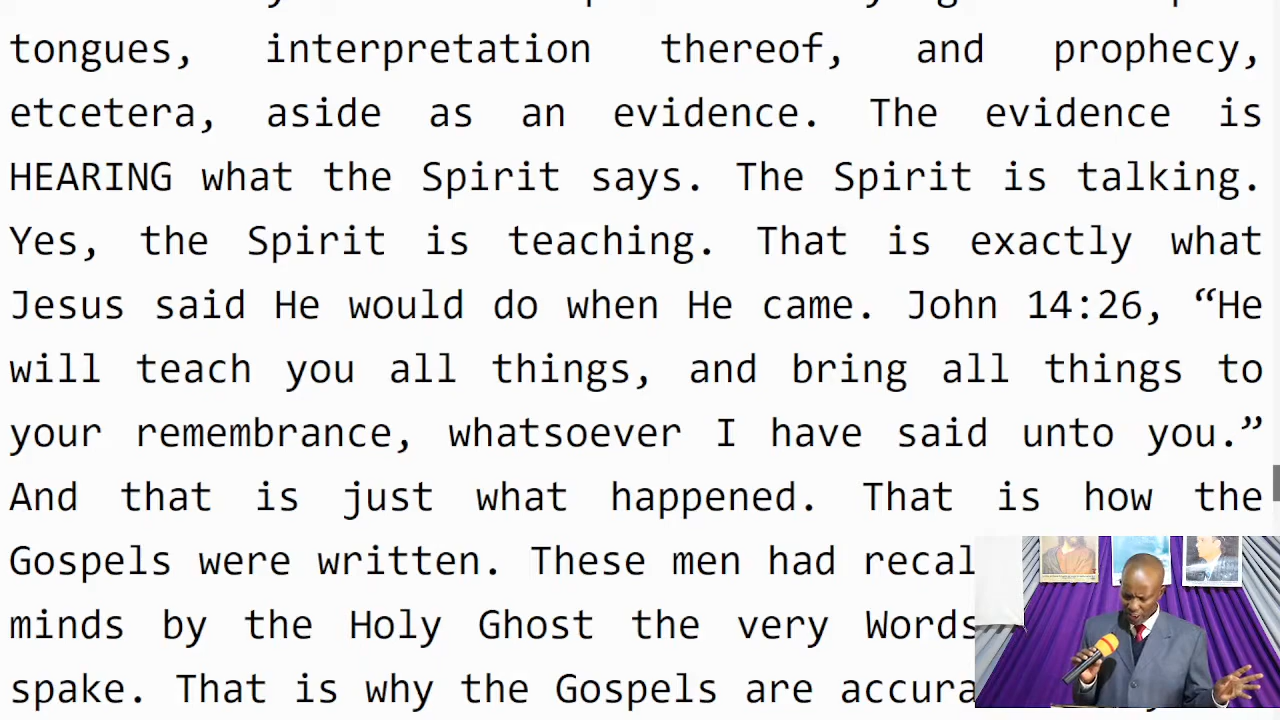 tongues, interpretation thereof, and prophecy,
etcetera, aside as an evidence. The evidence is
HEARING what the Spirit says. The Spirit is talking.
Yes, the Spirit is teaching. That is exactly what
Jesus said He would do when He came. John 14:26, “He
will teach you all things, and bring all things to
your remembrance, whatsoever I have said unto you.”
And that is just what happened. That is how the
Gospels were written. These men had
minds by the Holy Ghost the very Words
spake. That is why the Gospels are